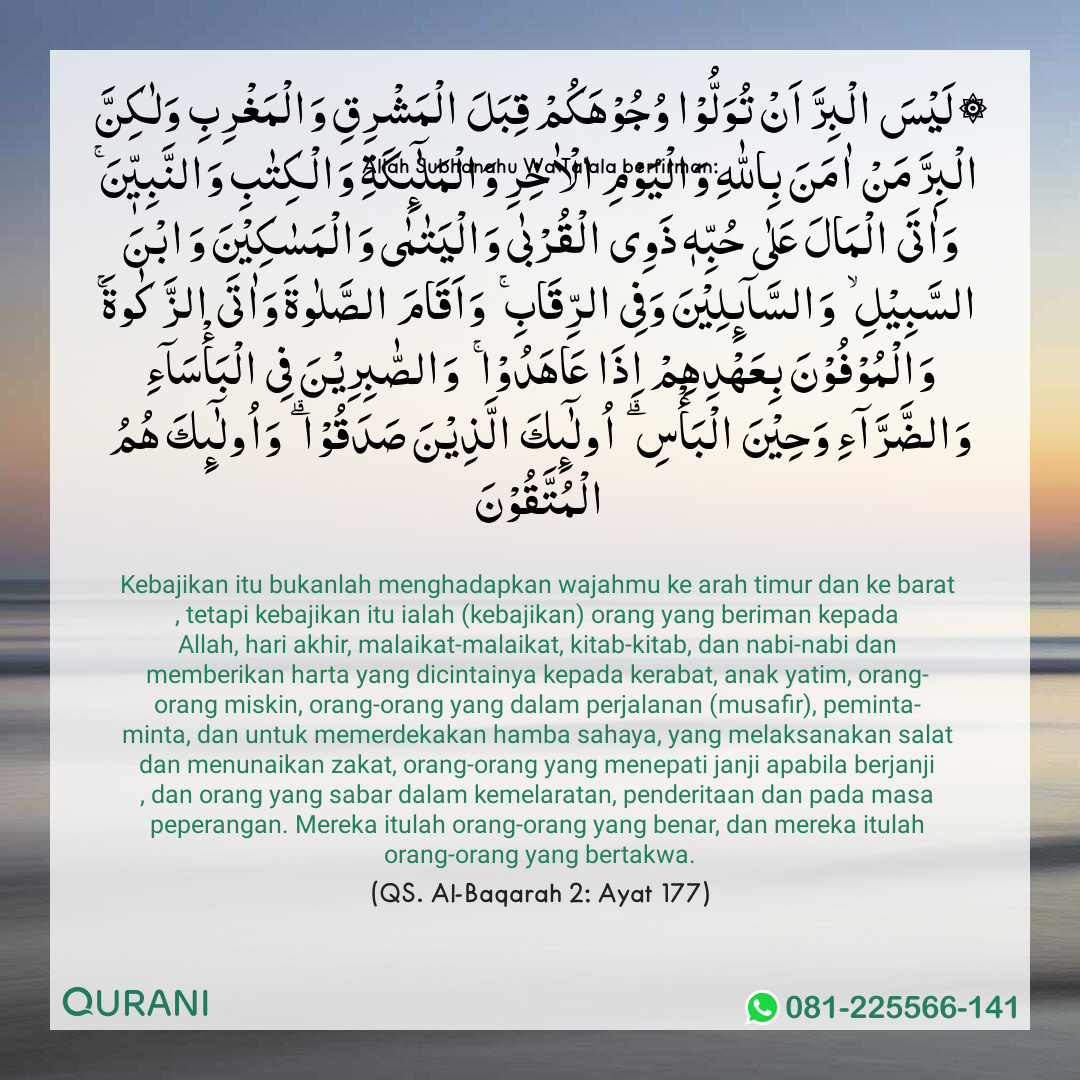 ۞لَيْسَ الْبِرَّ اَنْ تُوَلُّوْا وُجُوْهَكُمْ قِبَلَ الْمَشْرِقِ وَالْمَغْرِبِ وَلٰكِنَّ
Allah Subhanahu Wa Ta'ala berfirman:
الْبِرَّ مَنْ اٰمَنَ بِاللّٰهِ وَالْيَوْمِ الْاٰخِرِ وَالْمَلٰۤىِٕكَةِ وَالْكِتٰبِ وَالنَّبِيّٖنَ ۚ
وَاٰتَى الْمَالَ عَلٰى حُبِّهٖ ذَوِى الْقُرْبٰى وَالْيَتٰمٰى وَالْمَسٰكِيْنَ وَابْنَ
السَّبِيْلِۙ وَالسَّاۤىِٕلِيْنَ وَفِى الرِّقَابِۚ وَاَقَامَ الصَّلٰوةَ وَاٰتَى الزَّكٰوةَ ۚ
وَالْمُوْفُوْنَ بِعَهْدِهِمْ اِذَا عَاهَدُوْا ۚ وَالصّٰبِرِيْنَ فِى الْبَأْسَاۤءِ
وَالضَّرَّاۤءِ وَحِيْنَ الْبَأْسِۗ اُولٰۤىِٕكَ الَّذِيْنَ صَدَقُوْا ۗ وَاُولٰۤىِٕكَ هُمُ
الْمُتَّقُوْنَ
Kebajikan itu bukanlah menghadapkan wajahmu ke arah timur dan ke barat
, tetapi kebajikan itu ialah (kebajikan) orang yang beriman kepada
Allah, hari akhir, malaikat-malaikat, kitab-kitab, dan nabi-nabi dan
memberikan harta yang dicintainya kepada kerabat, anak yatim, orang-
orang miskin, orang-orang yang dalam perjalanan (musafir), peminta-
minta, dan untuk memerdekakan hamba sahaya, yang melaksanakan salat
dan menunaikan zakat, orang-orang yang menepati janji apabila berjanji
, dan orang yang sabar dalam kemelaratan, penderitaan dan pada masa
peperangan. Mereka itulah orang-orang yang benar, dan mereka itulah
orang-orang yang bertakwa.
(QS. Al-Baqarah 2: Ayat 177)
QURANI
081-225566-141